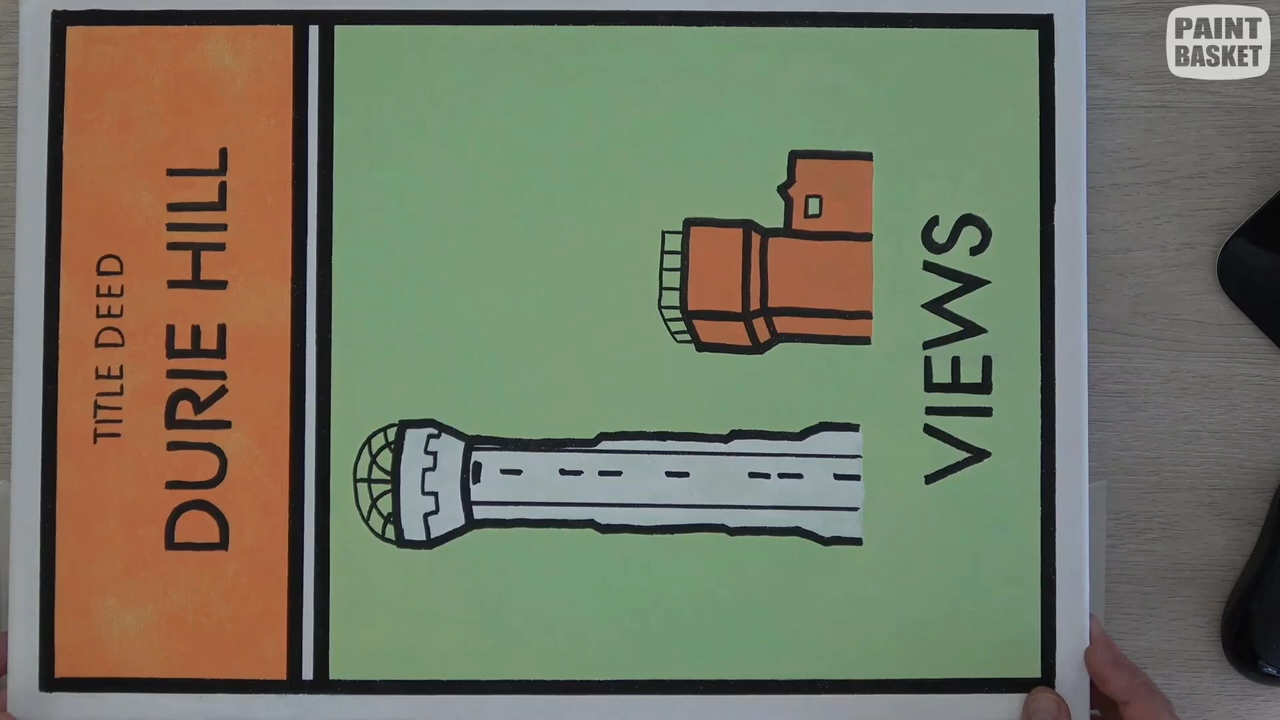 TITLE DEED
DURIE HILL
VIEWS
PAINT
BASKET